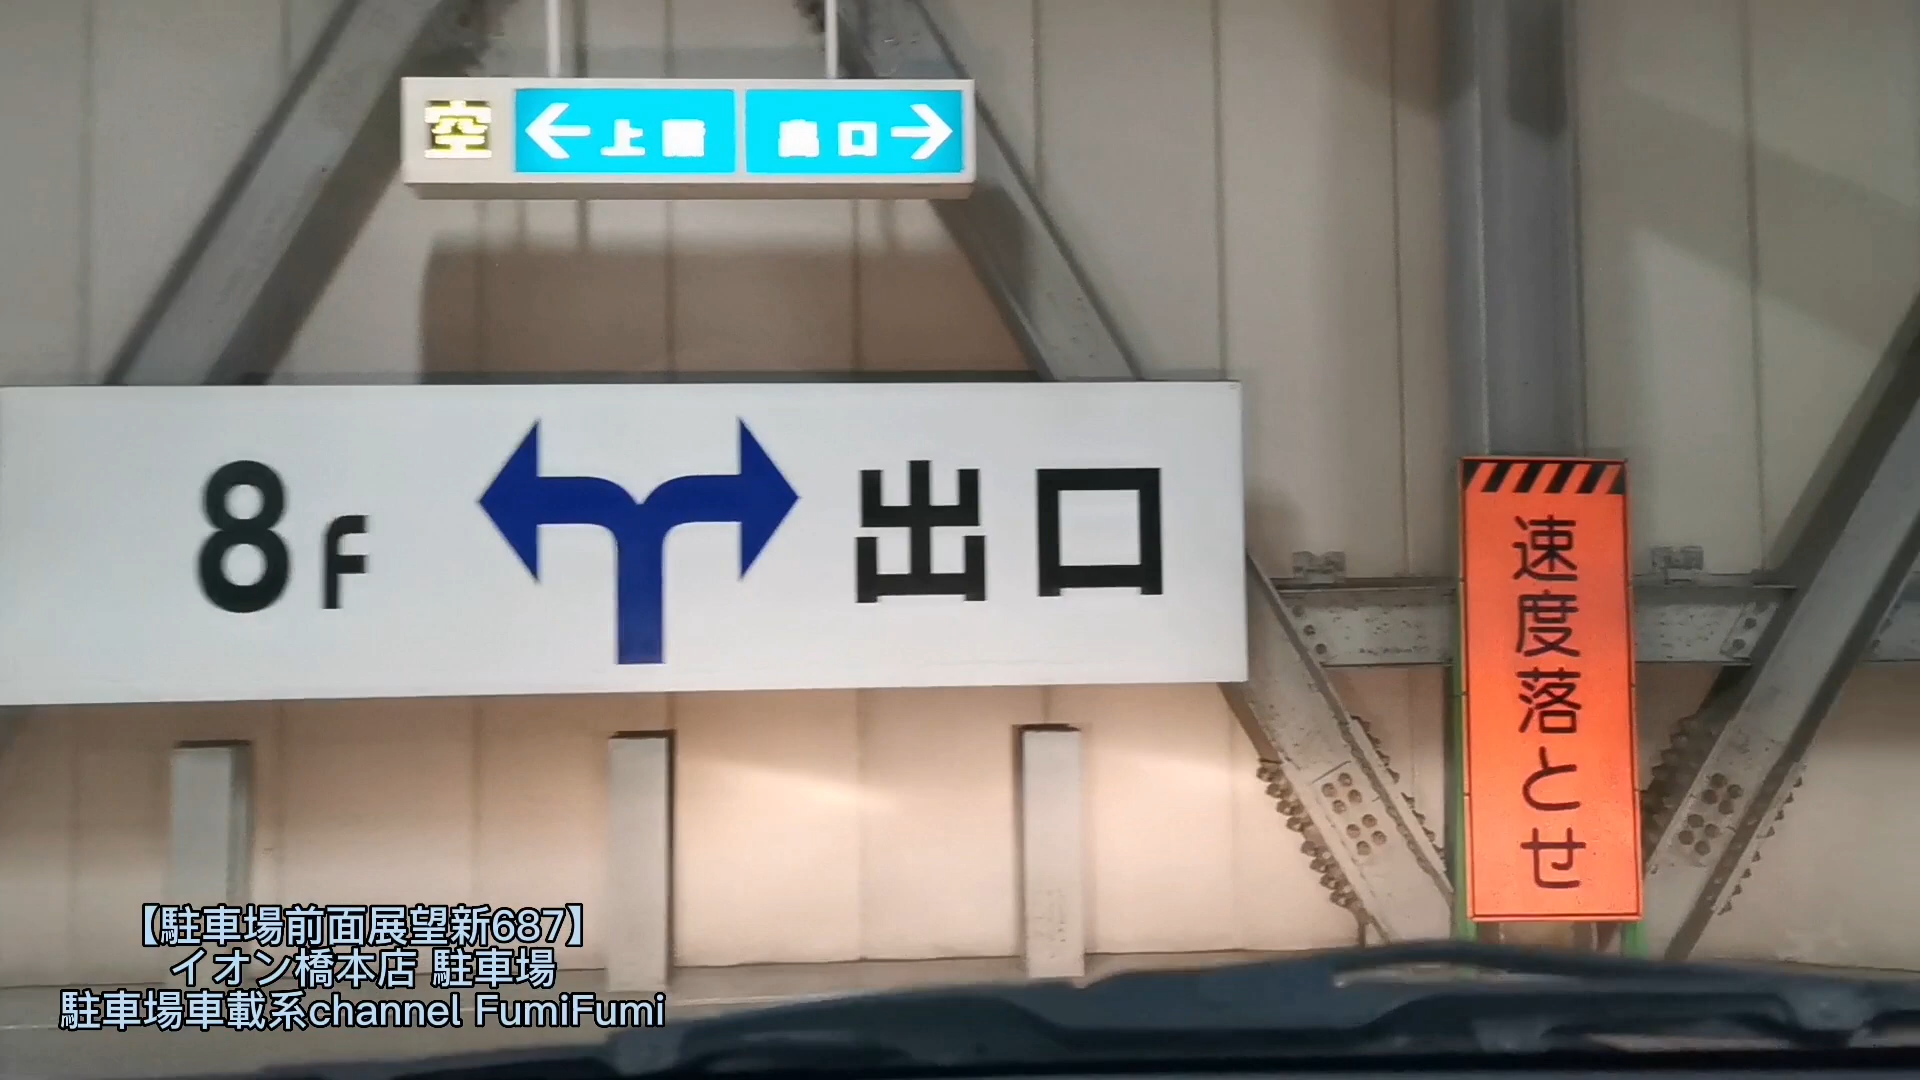 空 ←上階 出口→
8F 出口
速度落とせ
【駐車場前面展望新687】
イオン橋本店 駐車場
駐車場車載系channel FumiFumi